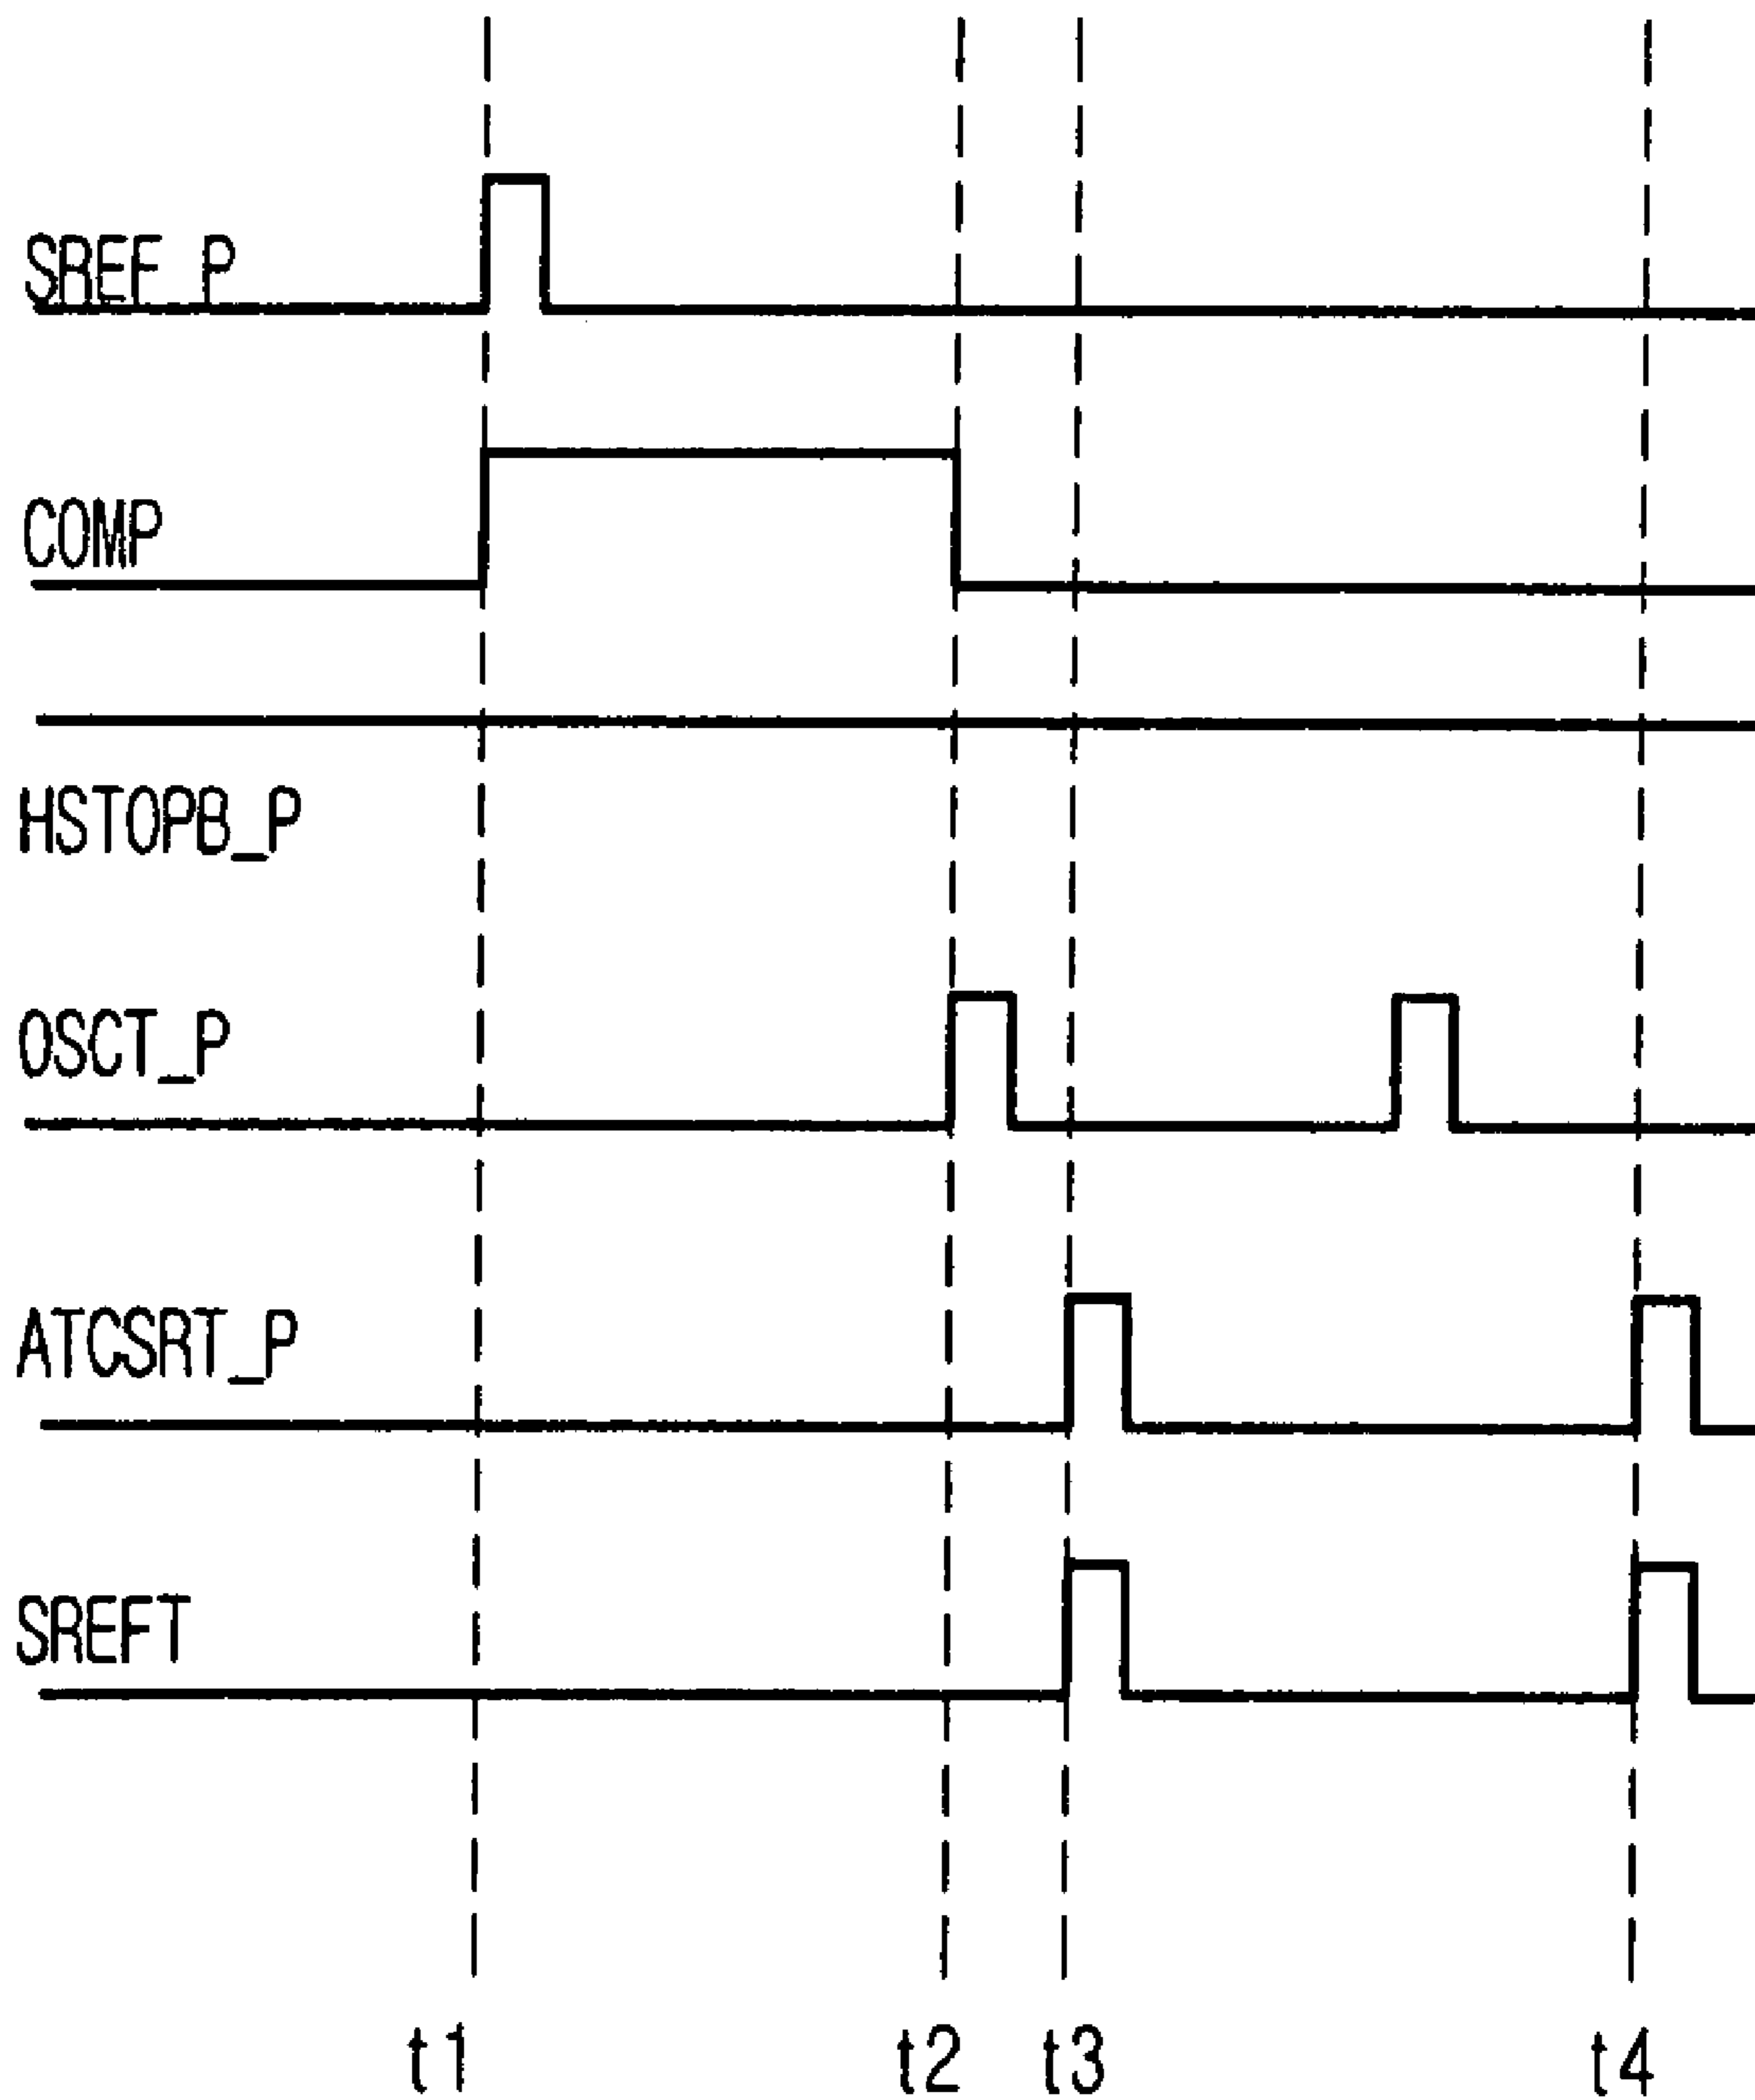 SREF_P
COMP
HSTOPB_P
OSCT_P
ATCSRT_P
SREFT
t1 t2 t3 t4